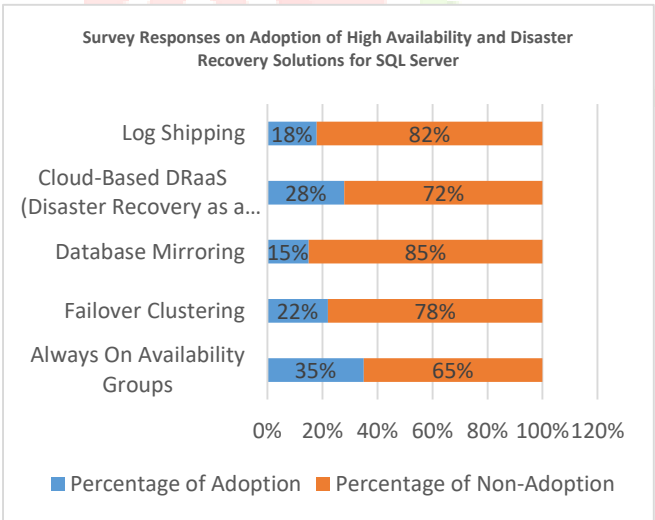 Survey Responses on Adoption of High Availability and Disaster
Recovery Solutions for SQL Server
Log Shipping
18% 82%
Cloud-Based DRaaS
(Disaster Recovery as a…
28% 72%
Database Mirroring
15% 85%
Failover Clustering
22% 78%
Always On Availability
Groups
35% 65%
0% 20% 40% 60% 80% 100% 120%
Percentage of Adoption Percentage of Non-Adoption